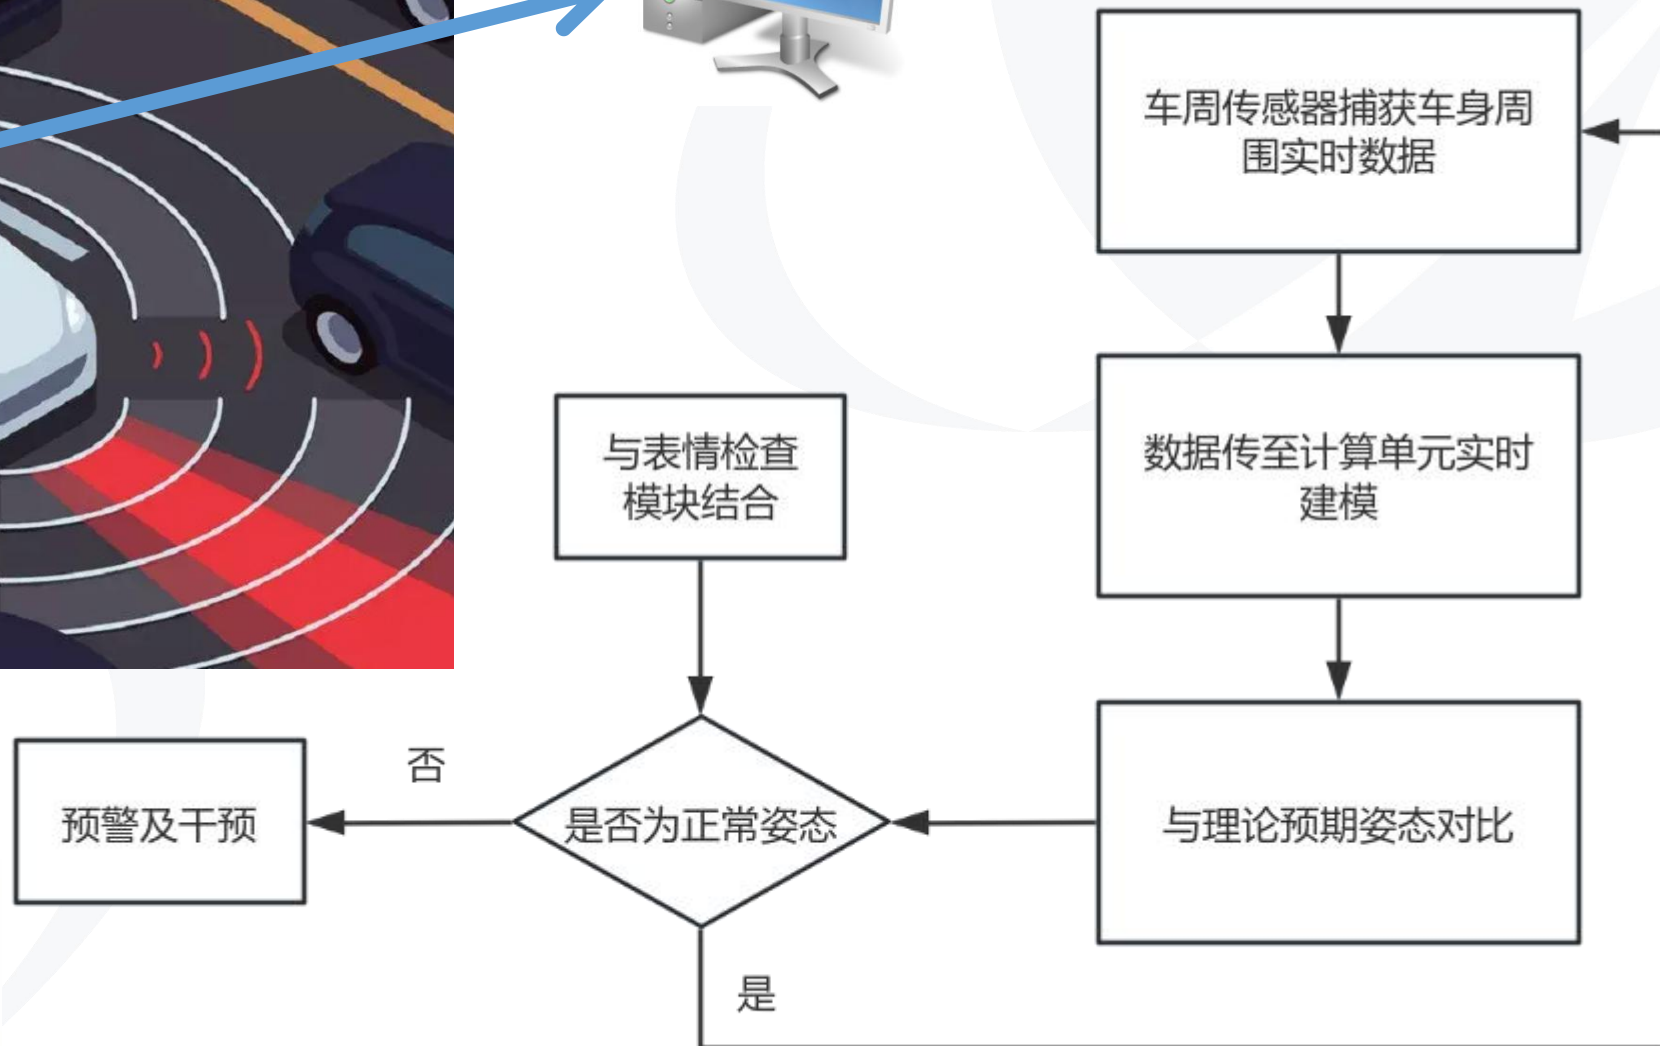 车周传感器捕获车身周
围实时数据
与表情检查
模块结合
数据传至计算单元实时
建模
否
预警及干预
是否为正常姿态
与理论预期姿态对比
是